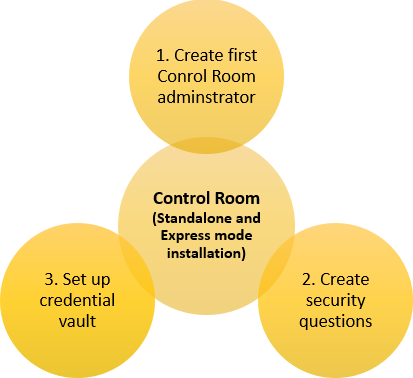 1. Create first
Conrol Room
adminstrator
Control Room
(Standalone and
Express mode
installation)
3. Set up
credential
vault
2. Create
security
questions